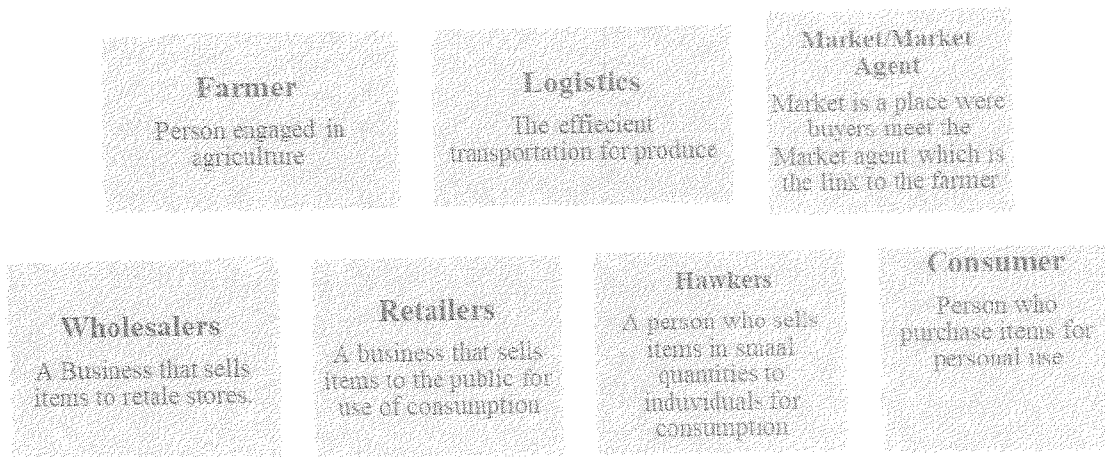 Farmer
Person engaged in
agriculture
Logistics
The effiecient
transportation for produce
Market/Market
Agent
Market is a place were
buyers meet the
Market agent which is
the link to the farmer
Wholesalers
A Business that sells
items to retale stores.
Retailers
A business that sells
items to the public for
use of consumption
Hawkers
A person who sells
items in smaal
quantities to
induviduals for
consumption
Consumer
Person who
purchase items for
personal use